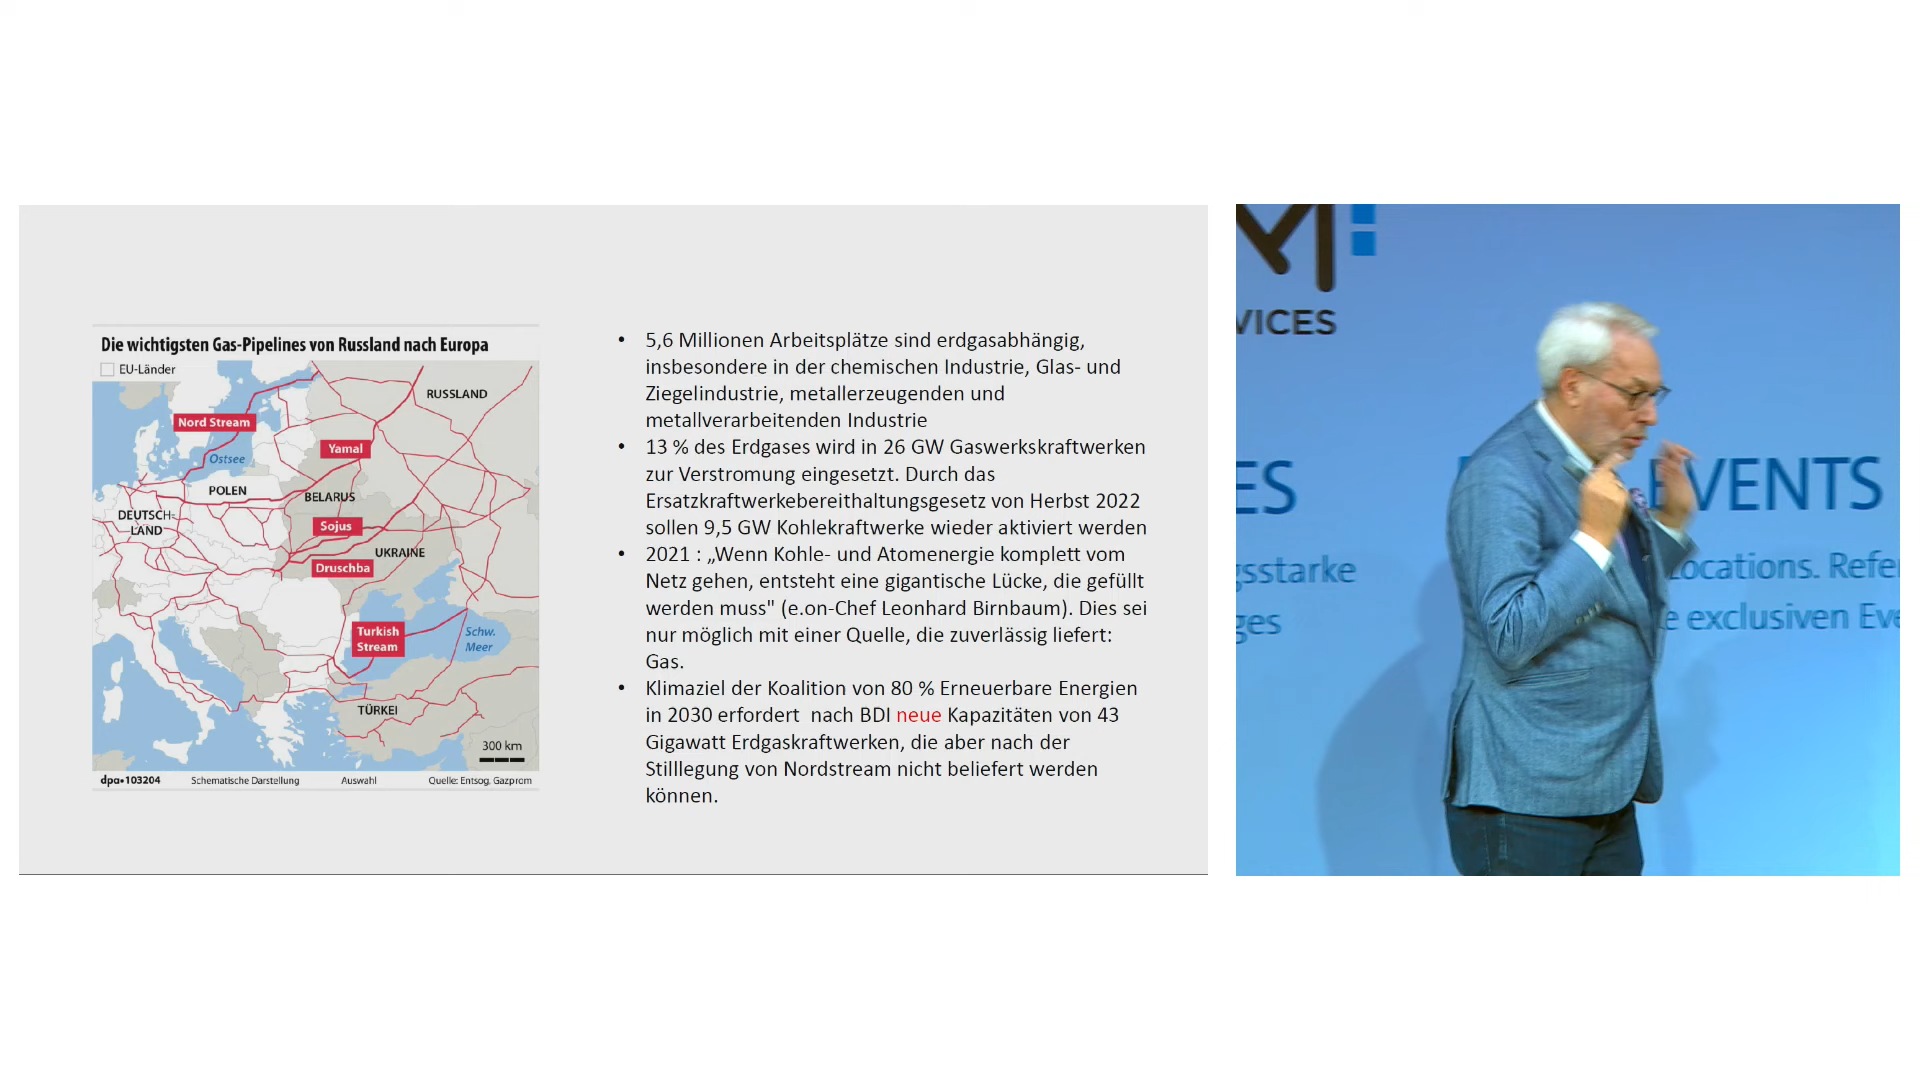 Die wichtigsten Gas-Pipelines von Russland nach Europa
EU-Länder
RUSSLAND
Nord Stream
Yamal
Ostsee
POLEN
BELARUS
DEUTSCH-
LAND
Sojus
UKRAINE
Druschba
Turkish
Stream
Schw.
Meer
TÜRKEI
300 km
dpa•103204 Schematische Darstellung Auswahl Quelle: Entsog, Gazprom
• 5,6 Millionen Arbeitsplätze sind erdgasabhängig,
insbesondere in der chemischen Industrie, Glas- und
Ziegelindustrie, metallerzeugenden und
metallverarbeitenden Industrie
• 13 % des Erdgases wird in 26 GW Gaswerkskraftwerken
zur Verstromung eingesetzt. Durch das
Ersatzkraftwerkebereithaltungsgesetz von Herbst 2022
sollen 9,5 GW Kohlekraftwerke wieder aktiviert werden
• 2021 : „Wenn Kohle- und Atomenergie komplett vom
Netz gehen, entsteht eine gigantische Lücke, die gefüllt
werden muss" (e.on-Chef Leonhard Birnbaum). Dies sei
nur möglich mit einer Quelle, die zuverlässig liefert:
Gas.
• Klimaziel der Koalition von 80 % Erneuerbare Energien
in 2030 erfordert  nach BDI neue Kapazitäten von 43
Gigawatt Erdgaskraftwerken, die aber nach der
Stilllegung von Nordstream nicht beliefert werden
können.
M:
VICES
ES
EVENTS
gsstarke
Locations. Refe
ges
e exclusiven Eve